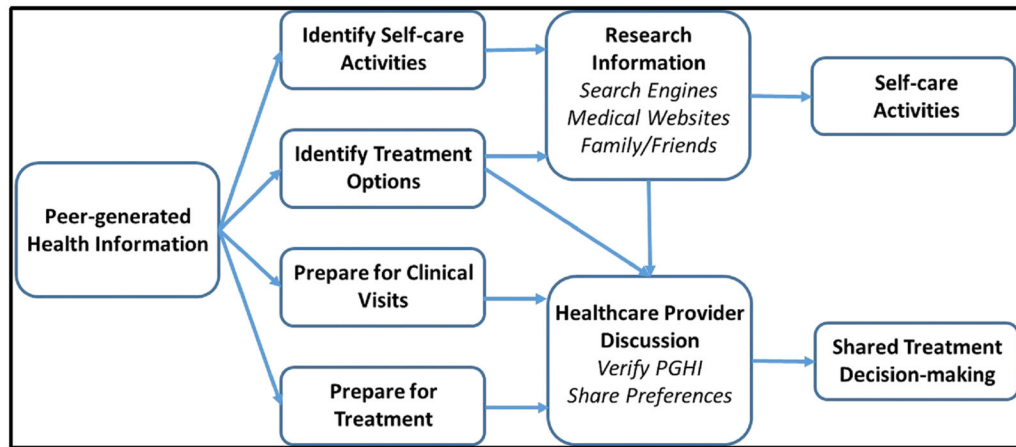 Peer-generated
Health Information
Identify Self-care
Activities
Identify Treatment
Options
Prepare for Clinical
Visits
Prepare for
Treatment
Research
Information
Search Engines
Medical Websites
Family/Friends
Healthcare Provider
Discussion
Verify PGHI
Share Preferences
Self-care
Activities
Shared Treatment
Decision-making